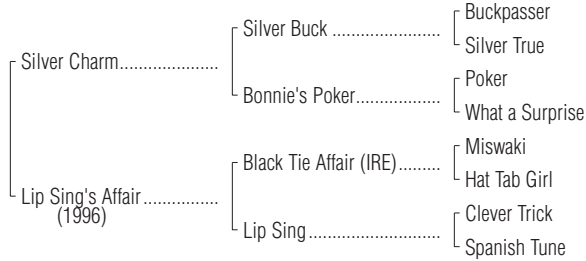 Buckpasser
Silver Buck
Silver True
Silver Charm
Poker
Bonnie's Poker
What a Surprise
Miswaki
Black Tie Affair (IRE)
Hat Tab Girl
Lip Sing's Affair
(1996)
Clever Trick
Lip Sing
Spanish Tune